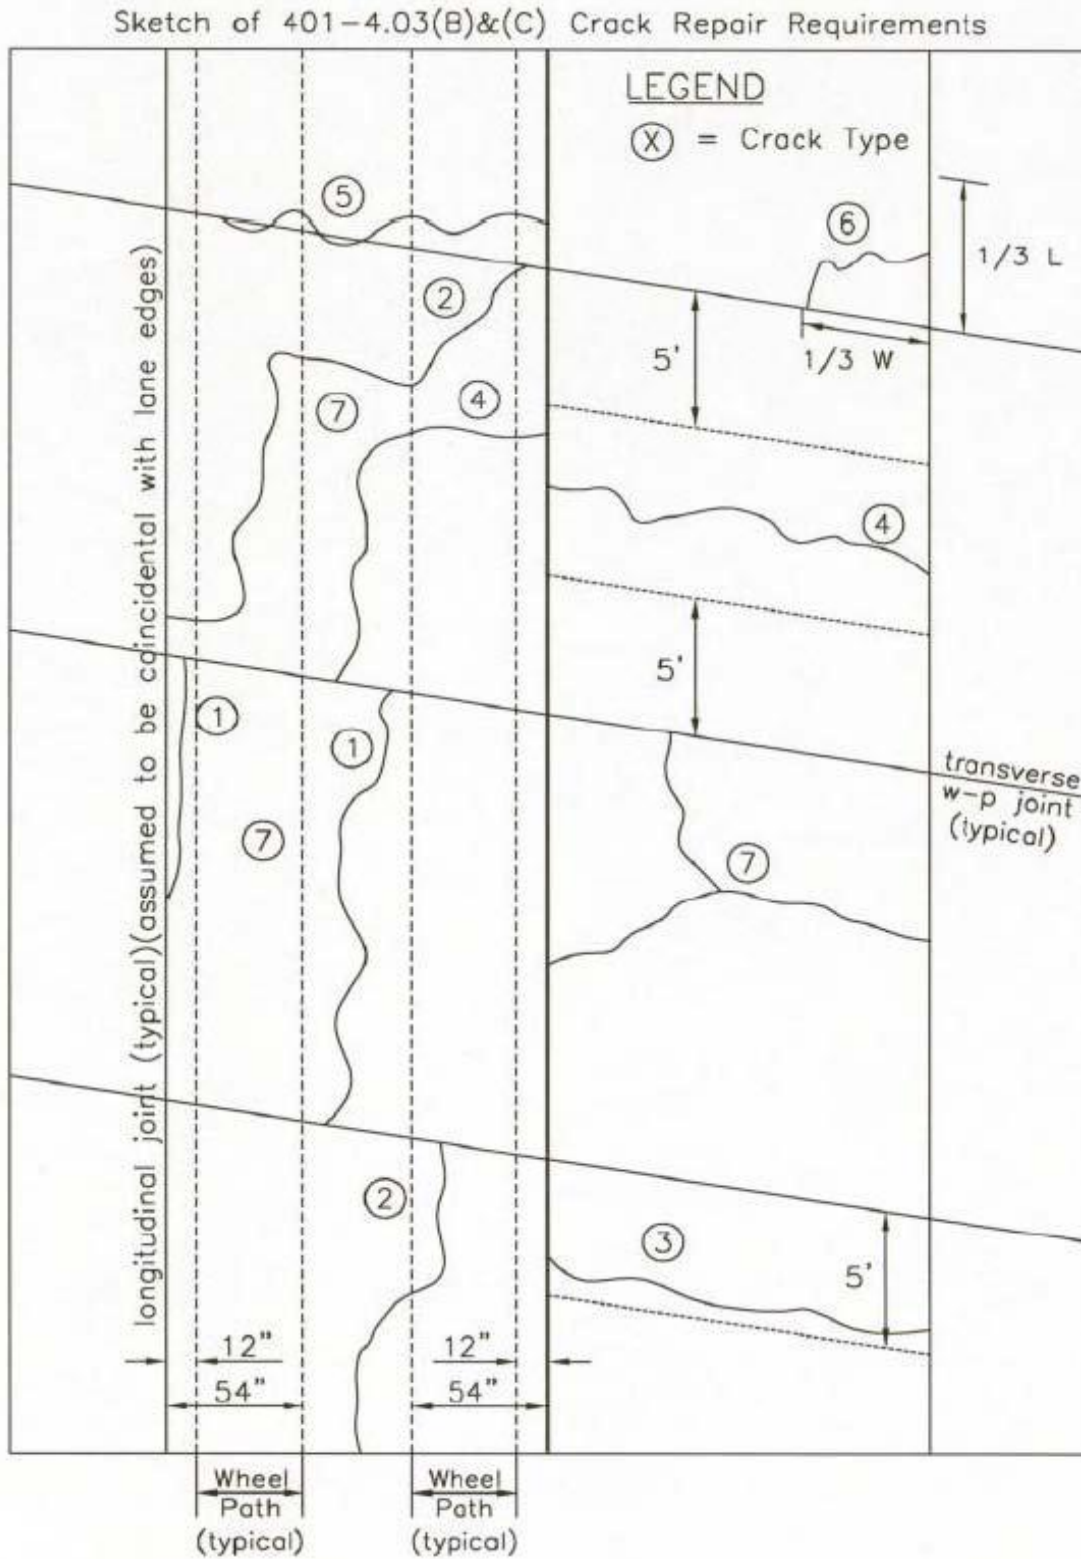 Sketch of 401-4.03(B)&(C) Crack Repair Requirements
LEGEND
X = Crack Type
5
6
1/3 L
2
1/3 W
5'
7
4
4
longitudinal joint (typical)(assumed to be coincidental with lane edges)
5'
1
1
transverse
w-p joint
(typical)
7
7
2
3
5'
12"
12"
54"
54"
Wheel
Path
(typical)
Wheel
Path
(typical)